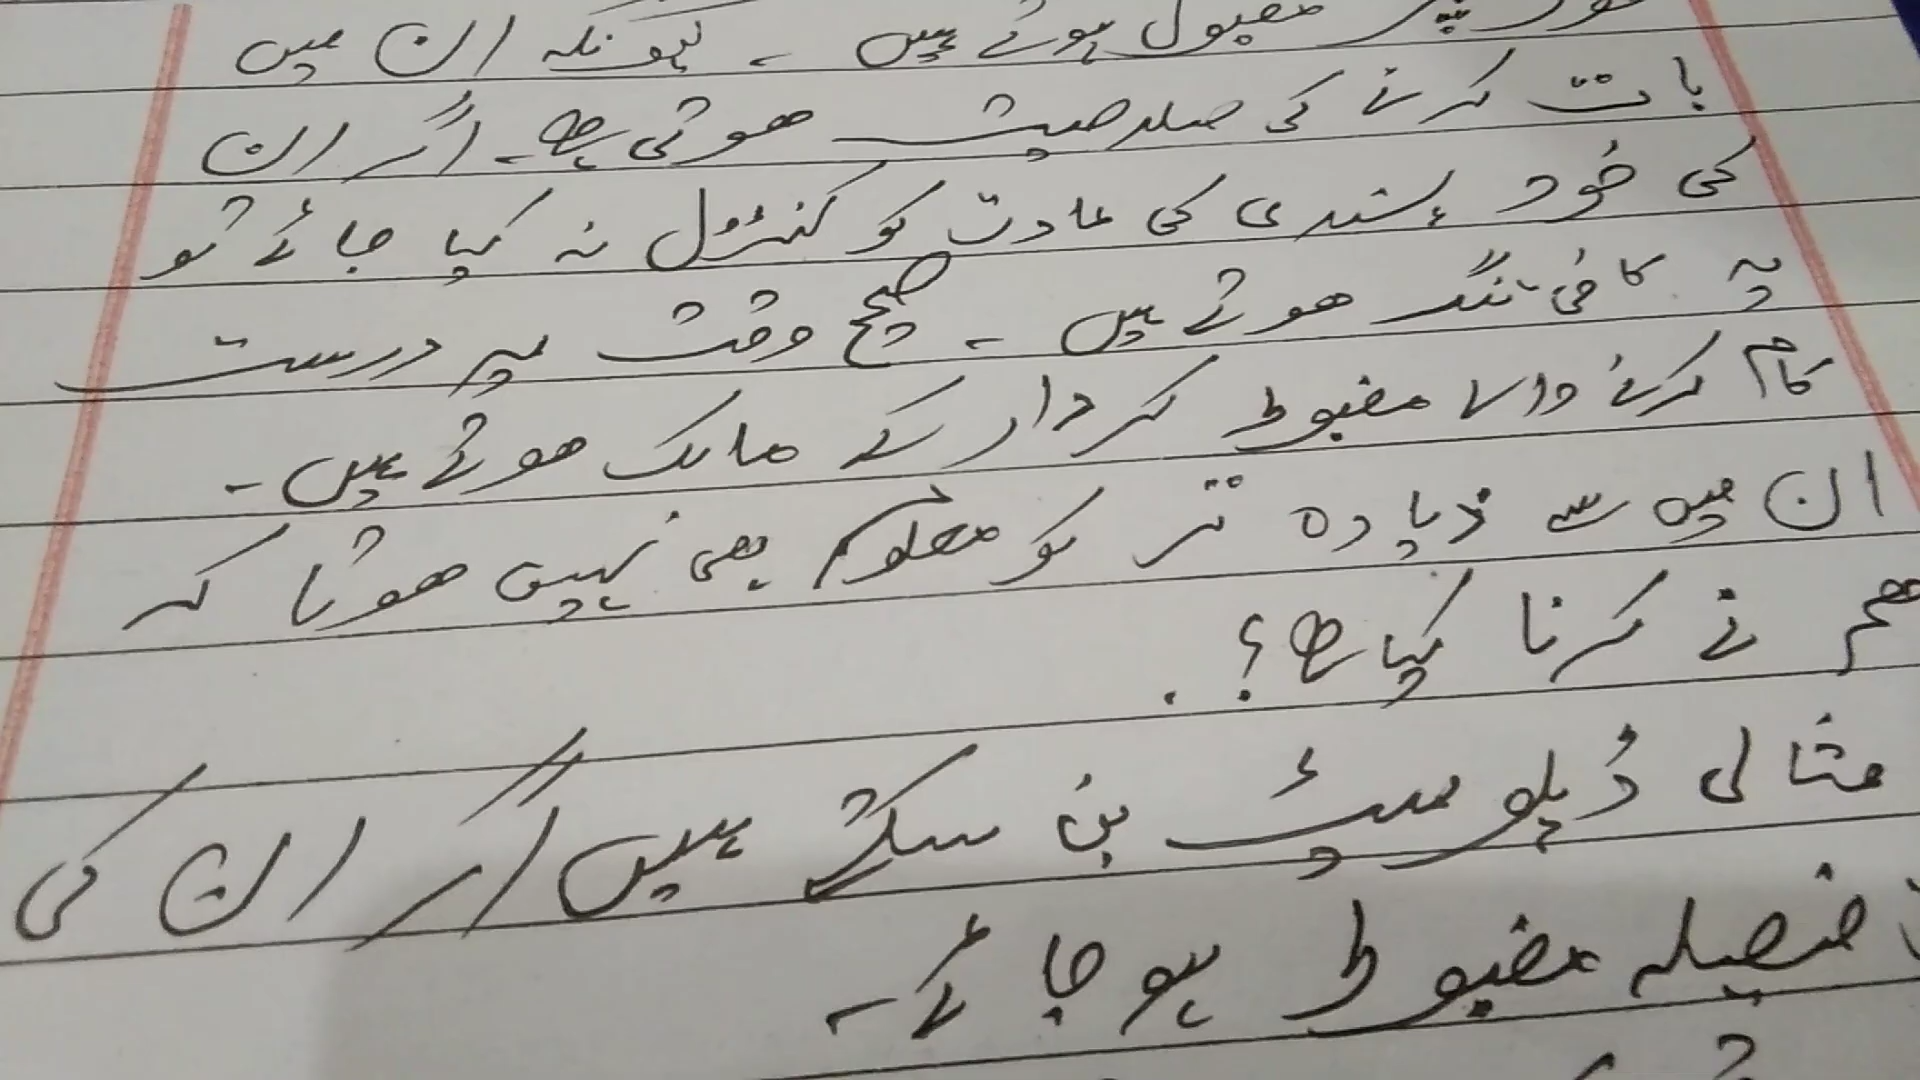 مقبول ہوتے ہیں ۔ کیونکہ ان میں
بات کرنے کی صلاحیت ہوتی ہے۔ اگر ان
کی خود پسندی کی عادت کو کنٹرول نہ کیا جائے تو
یہ کافی تنگ ہوتے ہیں ۔ صحیح وقت پر درست
کام کرنے والا مضبوط کردار کے مالک ہوتے ہیں ۔
ان میں سے زیادہ تر کو معلوم بھی نہیں ہوتا کہ
ہم نے کرنا کیا ہے؟.
مثالی ڈپلومیٹ بن سکتے ہیں اگر ان کی
فیصلہ مضبوط ہو جائے ۔